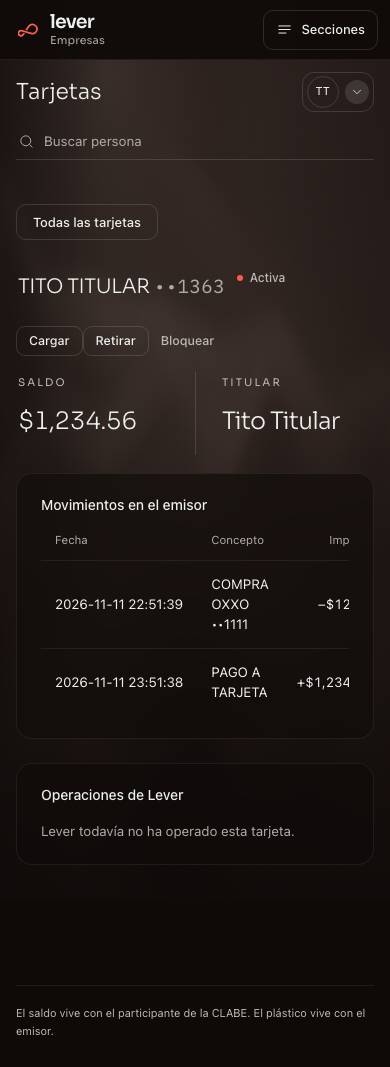 lever
Empresas
Secciones
Tarjetas
TT
Buscar persona
Todas las tarjetas
TITO TITULAR ••1363
Activa
Cargar Retirar Bloquear
SALDO TITULAR
$1,234.56 Tito Titular
Movimientos en el emisor
Fecha Concepto Imp
COMPRA
2026-11-11 22:51:39 OXXO −$12
••1111
PAGO A
2026-11-11 23:51:38 TARJETA +$1,234
Operaciones de Lever
Lever todavía no ha operado esta tarjeta.
El saldo vive con el participante de la CLABE. El plástico vive con el
emisor.